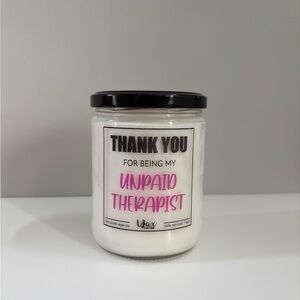 THANK YOU
FOR BEING MY
UNPAID
THERAPIST